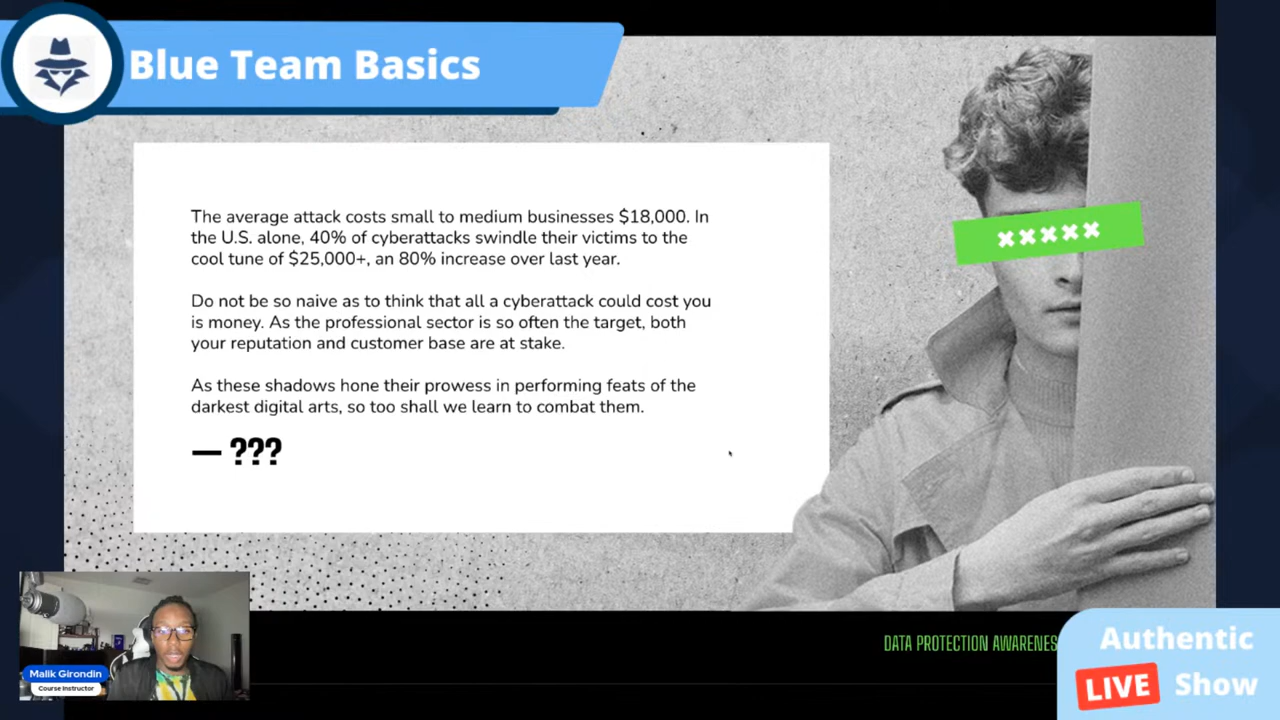 Blue Team Basics
The average attack costs small to medium businesses $18,000. In
the U.S. alone, 40% of cyberattacks swindle their victims to the
cool tune of $25,000+, an 80% increase over last year.
Do not be so naive as to think that all a cyberattack could cost you
is money. As the professional sector is so often the target, both
your reputation and customer base are at stake.
As these shadows hone their prowess in performing feats of the
darkest digital arts, so too shall we learn to combat them.
— ???
Malik Girondin
Course Instructor
DATA PROTECTION AWARENES
Authentic
LIVE Show